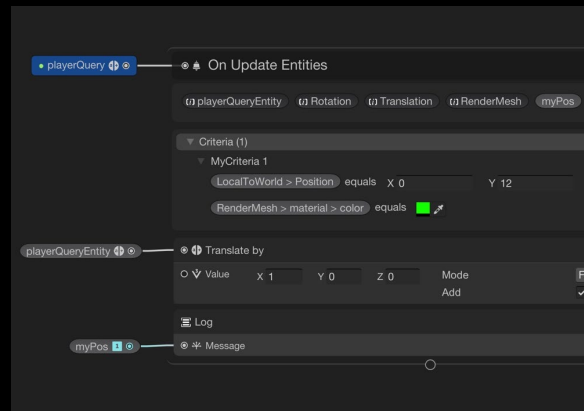 playerQuery
On Update Entities
playerQueryEntity Rotation Translation RenderMesh myPos
Criteria (1)
MyCriteria 1
LocalToWorld > Position equals X 0 Y 12
RenderMesh > material > color equals
playerQueryEntity
Translate by
Value X 1 Y 0 Z 0 Mode F
Add
Log
myPos 1
Message